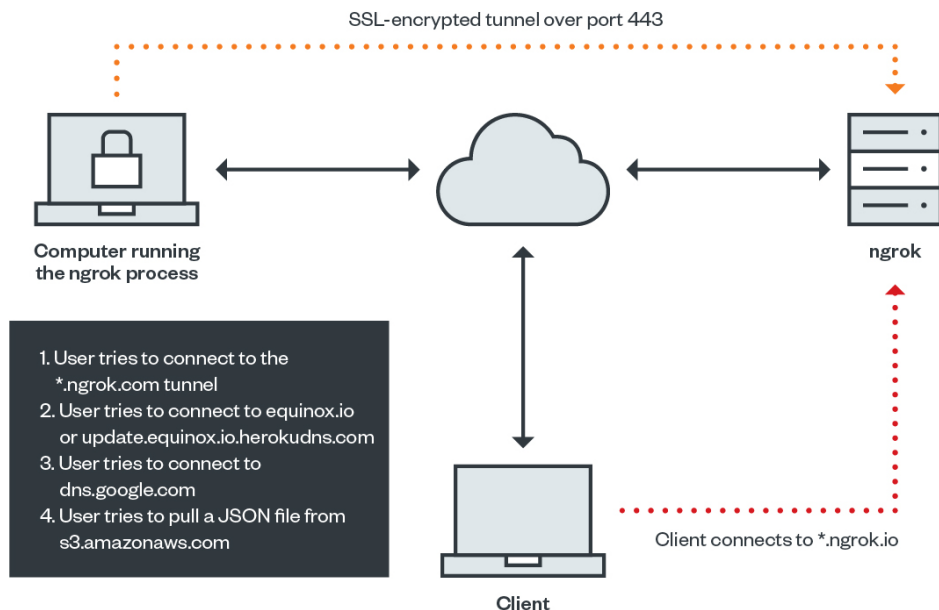 SSL-encrypted tunnel over port 443
Computer running
the ngrok process
ngrok
1. User tries to connect to the
*.ngrok.com tunnel
2. User tries to connect to equinox.io
or update.equinox.io.herokudns.com
3. User tries to connect to
dns.google.com
4. User tries to pull a JSON file from
s3.amazonaws.com
Client connects to *.ngrok.io
Client